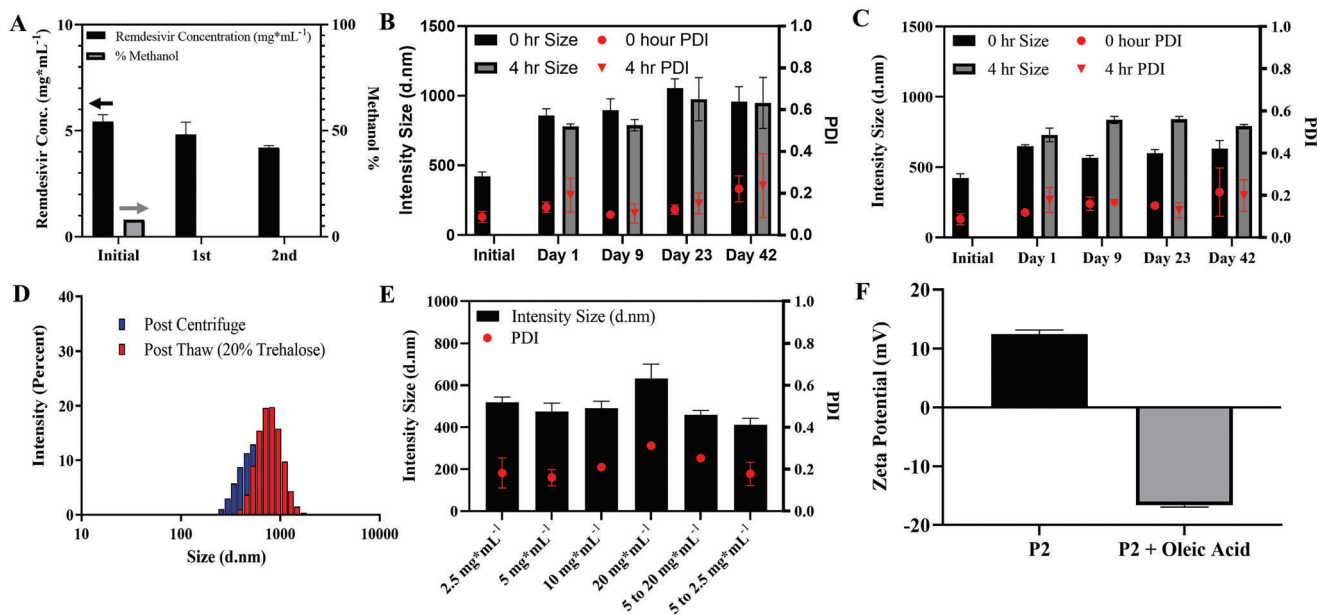 A
Remdesivir Conc. (mg*mL⁻¹)
10
5
0
Remdesivir Concentration (mg*mL⁻¹)
% Methanol
100
50
0
Methanol %
Initial 1st 2nd
B
Intensity Size (d.nm)
1500
1000
500
0
0 hr Size 0 hour PDI
4 hr Size 4 hr PDI
1.0
0.8
0.6
0.4
0.2
0.0
PDI
Initial Day 1 Day 9 Day 23 Day 42
C
Intensity Size (d.nm)
1500
1000
500
0
0 hr Size 0 hour PDI
4 hr Size 4 hr PDI
1.0
0.8
0.6
0.4
0.2
0.0
PDI
Initial Day 1 Day 9 Day 23 Day 42
D
Intensity (Percent)
40
30
20
10
0
Post Centrifuge
Post Thaw (20% Trehalose)
10 100 1000 10000
Size (d.nm)
E
Intensity Size (d.nm)
1000
800
600
400
200
0
Intensity Size (d.nm)
PDI
1.0
0.8
0.6
0.4
0.2
0.0
PDI
2.5 mg*mL⁻¹
5 mg*mL⁻¹
10 mg*mL⁻¹
20 mg*mL⁻¹
5 to 20 mg*mL⁻¹
5 to 2.5 mg*mL⁻¹
F
Zeta Potential (mV)
20
10
0
-10
-20
P2 P2 + Oleic Acid